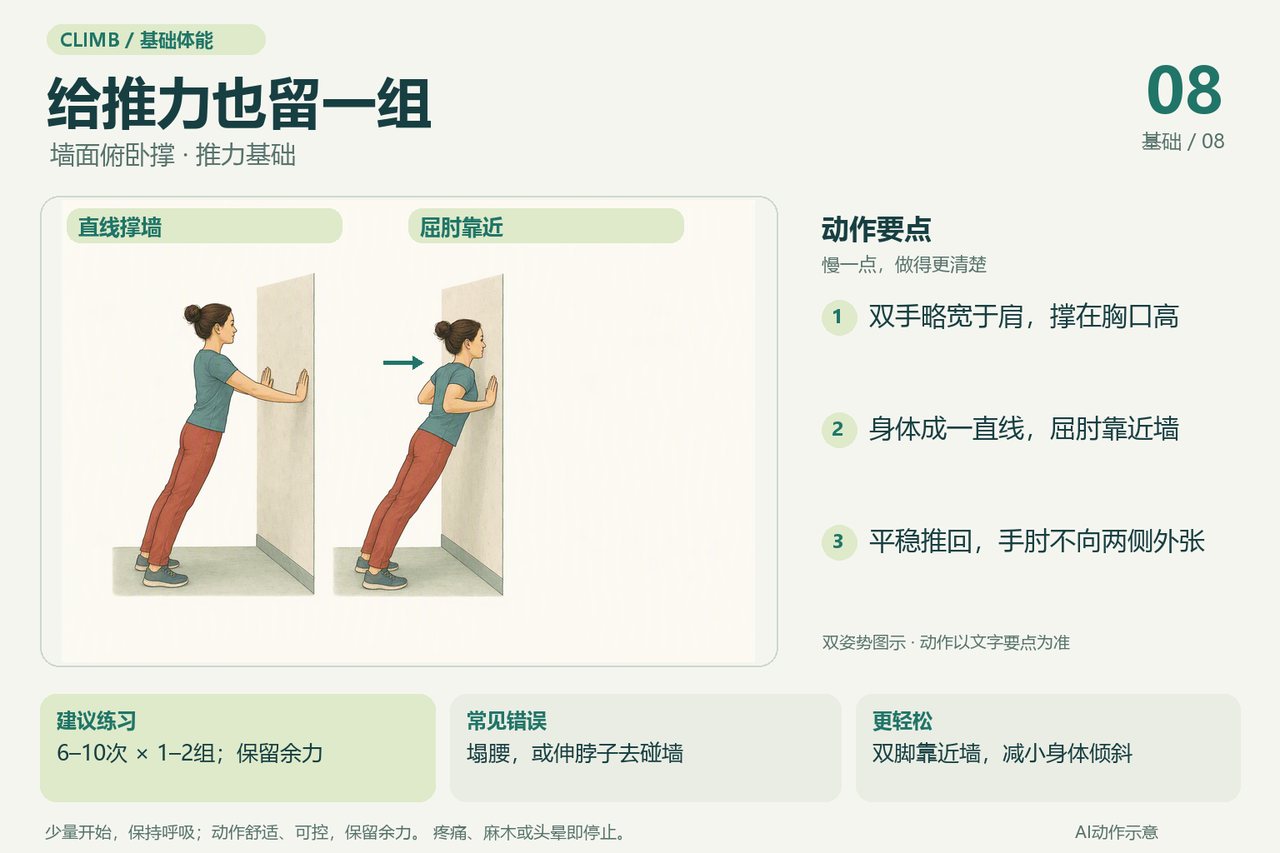 CLIMB / 基础体能
给推力也留一组
墙面俯卧撑 · 推力基础
08
基础 / 08
直线撑墙
屈肘靠近
动作要点
慢一点，做得更清楚
1 双手略宽于肩，撑在胸口高
2 身体成一直线，屈肘靠近墙
3 平稳推回，手肘不向两侧外张
双姿势图示 · 动作以文字要点为准
建议练习
6–10次 × 1–2组；保留余力
常见错误
塌腰，或伸脖子去碰墙
更轻松
双脚靠近墙，减小身体倾斜
少量开始，保持呼吸；动作舒适、可控，保留余力。 疼痛、麻木或头晕即停止。
AI动作示意